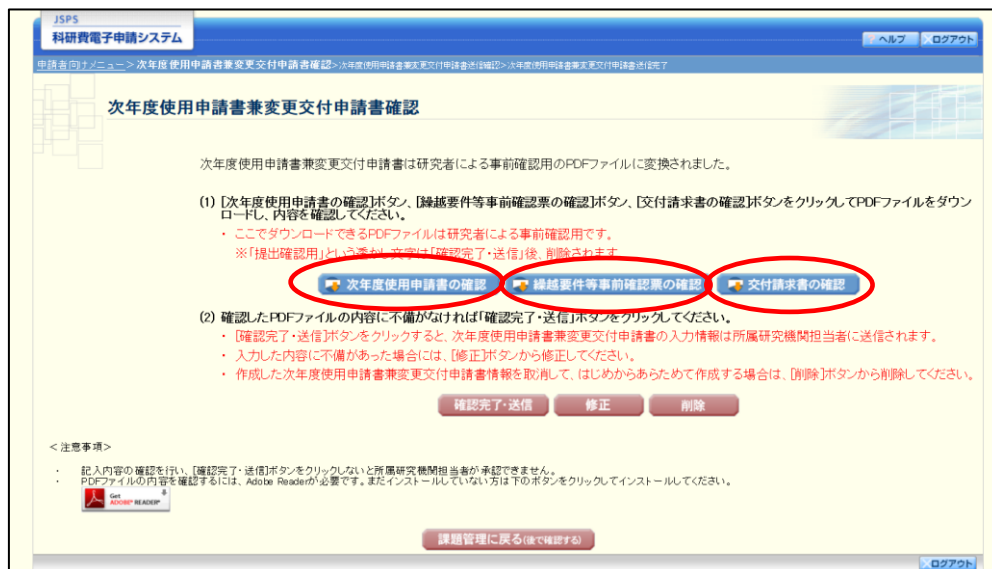 JSPS
科研費電子申請システム
ヘルプ ログアウト
申請者向けメニュー>次年度使用申請書兼変更交付申請書確認>次年度使用申請書兼変更交付申請書送信確認>次年度使用申請書兼変更交付申請書送信完了
次年度使用申請書兼変更交付申請書確認
次年度使用申請書兼変更交付申請書は研究者による事前確認用のPDFファイルに変換されました。
(1) [次年度使用申請書の確認]ボタン、[繰越要件等事前確認票の確認]ボタン、[交付請求書の確認]ボタンをクリックしてPDFファイルをダウン
ロードし、内容を確認してください。
・ ここでダウンロードできるPDFファイルは研究者による事前確認用です。
※「提出確認用」という透かし文字は「確認完了・送信」後、削除されます。
次年度使用申請書の確認 繰越要件等事前確認票の確認 交付請求書の確認
(2) 確認したPDFファイルの内容に不備がなければ「確認完了・送信」ボタンをクリックしてください。
・ [確認完了・送信]ボタンをクリックすると、次年度使用申請書兼変更交付申請書の入力情報は所属研究機関担当者に送信されます。
・ 入力した内容に不備があった場合には、[修正]ボタンから修正してください。
・ 作成した次年度使用申請書兼変更交付申請書情報を取消して、はじめからあらためて作成する場合は、[削除]ボタンから削除してください。
確認完了・送信 修正 削除
<注意事項>
・ 記入内容の確認を行い、[確認完了・送信]ボタンをクリックしないと所属研究機関担当者が承認できません。
・ PDFファイルの内容を確認するには、Adobe Readerが必要です。まだインストールしていない方は下のボタンをクリックしてインストールしてください。
Get
ADOBE® READER®
課題管理に戻る(後で確認する)
ログアウト